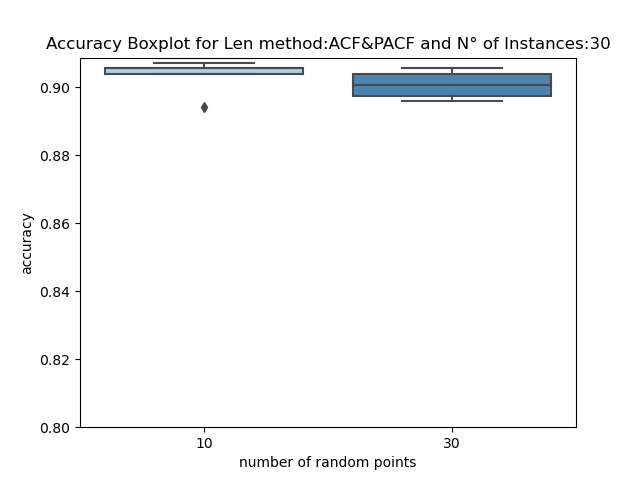 Accuracy Boxplot for Len method:ACF&PACF and N° of Instances:30
0.90
0.88
0.86
0.84
0.82
0.80
accuracy
10 30
number of random points